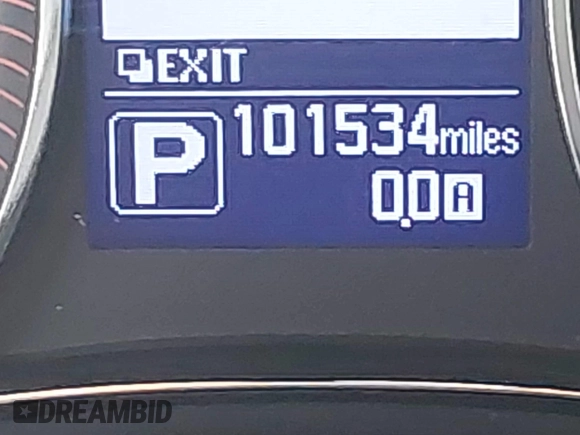 EXIT
P
101534miles
0.0 A
DREAMBID